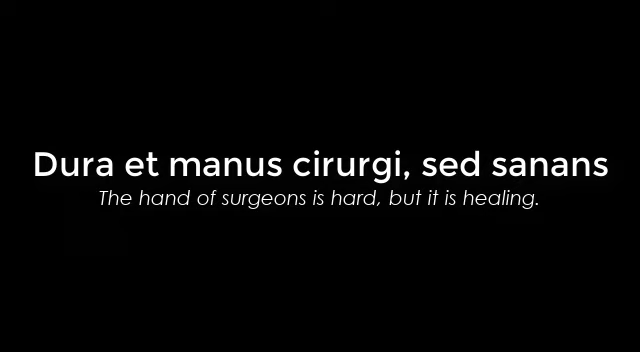 Dura et manus cirurgi, sed sanans
The hand of surgeons is hard, but it is healing.